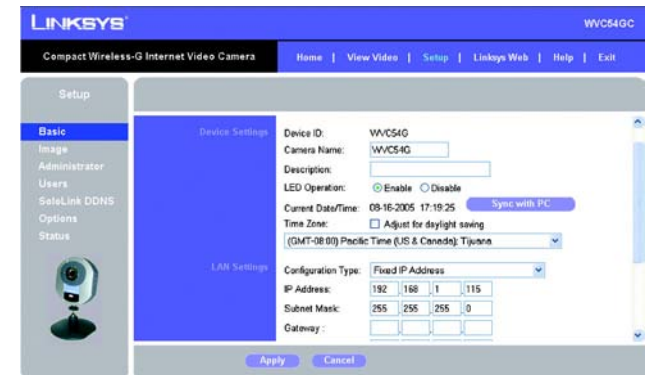 LINKSYS
WVC54GC
Compact Wireless-G Internet Video Camera
Home | View Video | Setup | Linksys Web | Help | Exit
Setup
Basic
Image
Administrator
Users
SoloLink DDNS
Options
Status
Device Settings
Device ID: WVC54G
Camera Name: WVC54G
Description:
LED Operation: Enable Disable
Current Date/Time: 08-16-2005 17:19:25 Sync with PC
Time Zone: Adjust for daylight saving
(GMT-08:00) Pacific Time (US & Canada); Tijuana
LAN Settings
Configuration Type: Fixed IP Address
IP Address: 192 .168 .1 .115
Subnet Mask: 255 .255 .255 .0
Gateway : . . .
Apply Cancel